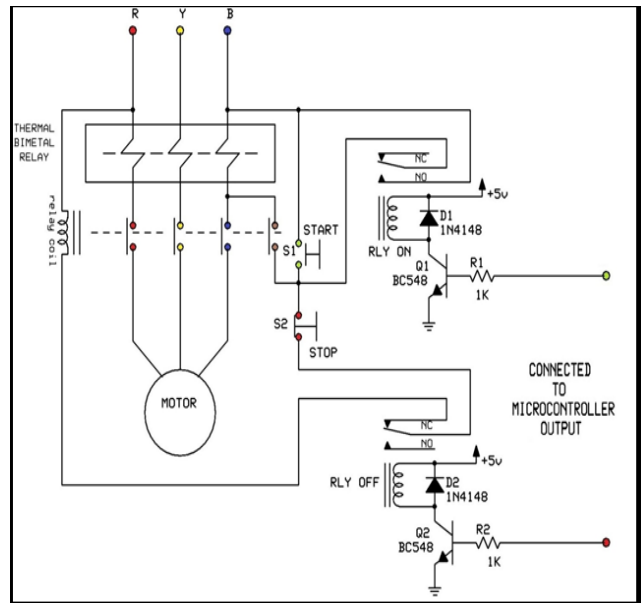 R Y B
THERMAL
BIMETAL
RELAY
relay coil
NC
NO
+5v
D1
1N4148
RLY ON
START
S1
Q1
BC548
R1
1K
S2
STOP
MOTOR
CONNECTED
TO
MICROCONTROLLER
OUTPUT
NC
NO
+5v
RLY OFF
D2
1N4148
Q2
BC548
R2
1K